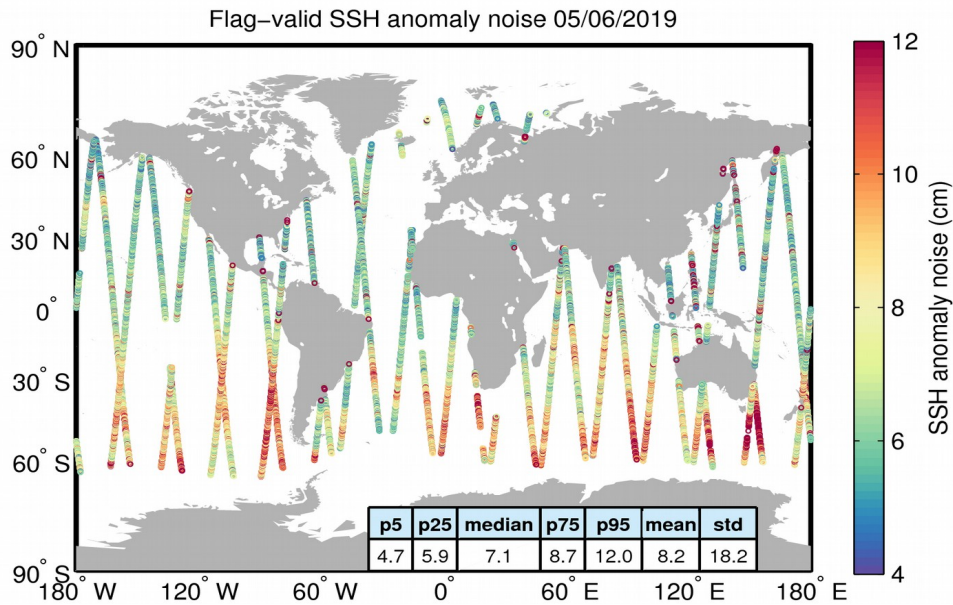 Flag−valid SSH anomaly noise 05/06/2019
90° N
60° N
30° N
0°
30° S
60° S
90° S
180° W
120° W
60° W
0°
60° E
120° E
180° E
p5 p25 median p75 p95 mean std
4.7 5.9 7.1 8.7 12.0 8.2 18.2
12
10
8
6
4
SSH anomaly noise (cm)